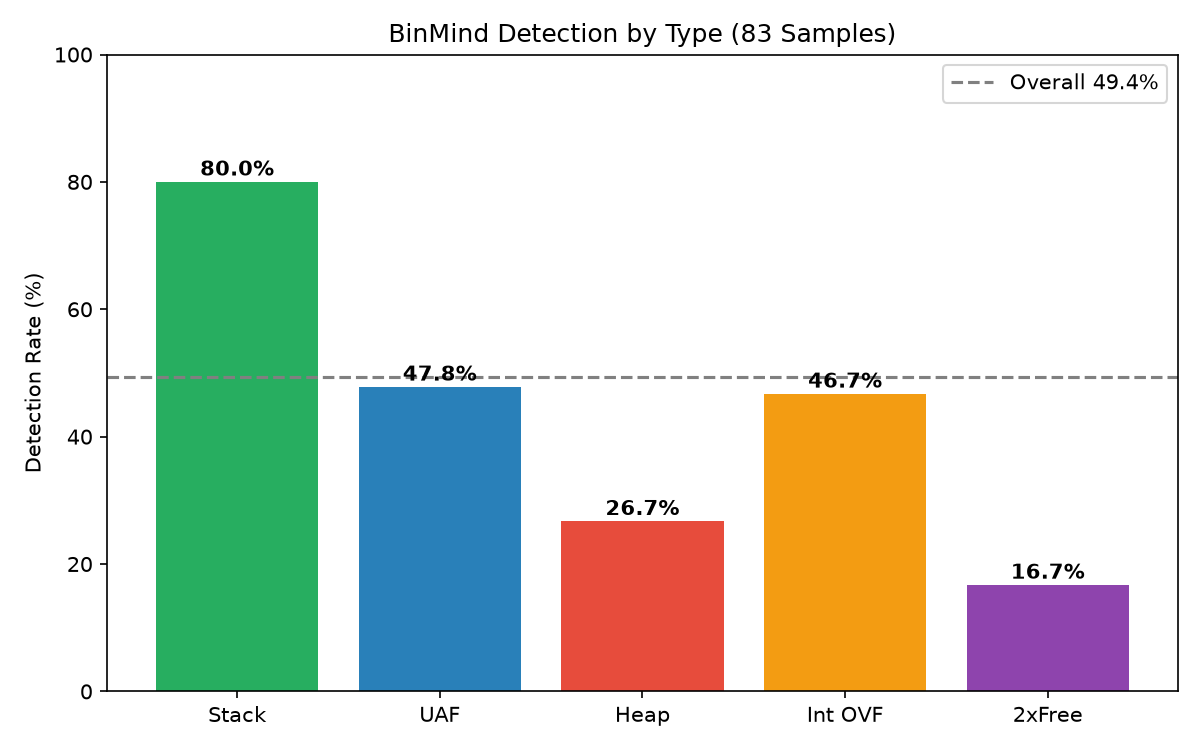 BinMind Detection by Type (83 Samples)
Overall 49.4%
Detection Rate (%)
100
80
60
40
20
0
80.0%
47.8%
26.7%
46.7%
16.7%
Stack
UAF
Heap
Int OVF
2xFree